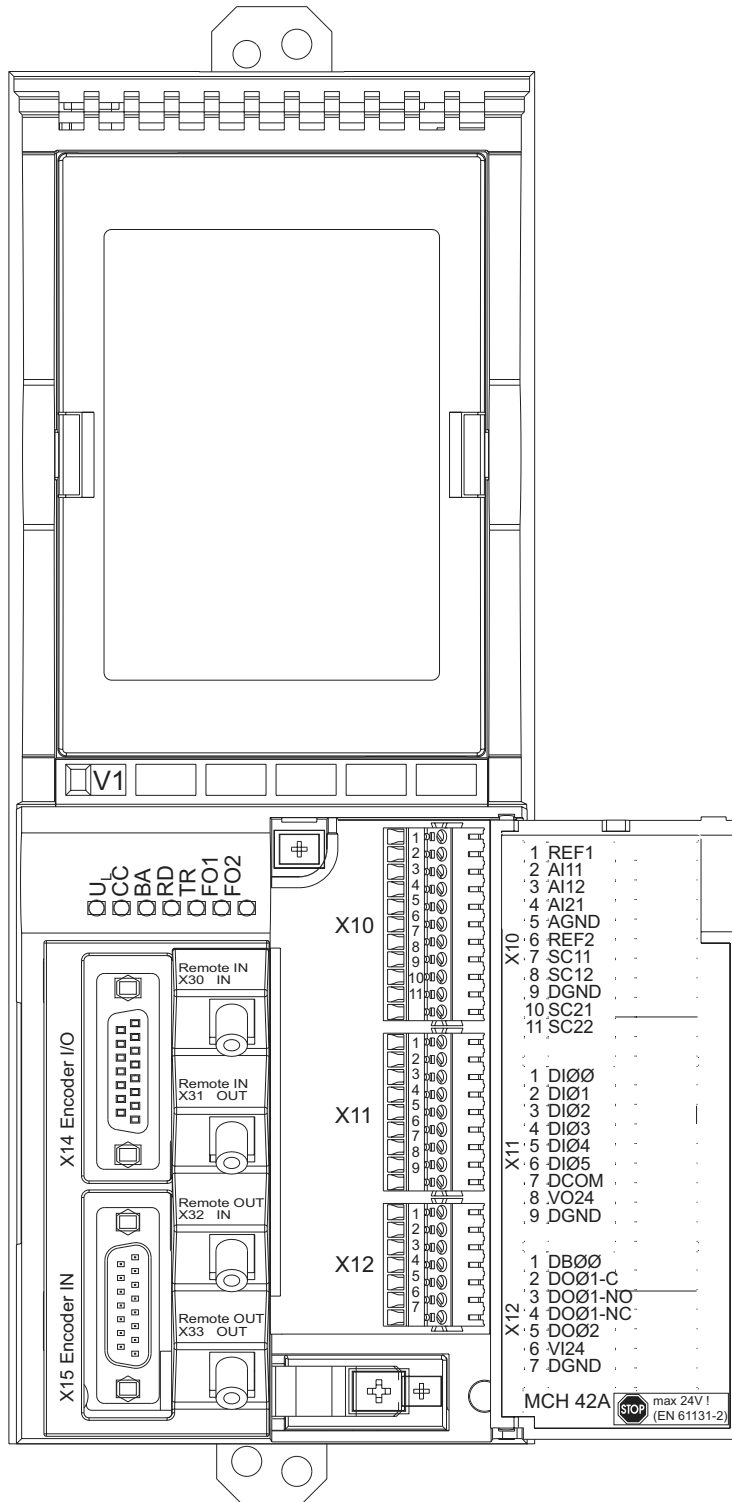 V1
UL
CC
BA
RD
TR
FO1
FO2
X14 Encoder I/O
X15 Encoder IN
Remote IN
X30 IN
Remote IN
X31 OUT
Remote OUT
X32 IN
Remote OUT
X33 OUT
X10
1
2
3
4
5
6
7
8
9
10
11
X11
1
2
3
4
5
6
7
8
9
X12
1
2
3
4
5
6
7
X10
1 REF1
2 AI11
3 AI12
4 AI21
5 AGND
6 REF2
7 SC11
8 SC12
9 DGND
10 SC21
11 SC22
X11
1 DIØØ
2 DIØ1
3 DIØ2
4 DIØ3
5 DIØ4
6 DIØ5
7 DCOM
8 VO24
9 DGND
X12
1 DBØØ
2 DOØ1-C
3 DOØ1-NO
4 DOØ1-NC
5 DOØ2
6 VI24
7 DGND
MCH 42A
STOP
max 24V !
(EN 61131-2)